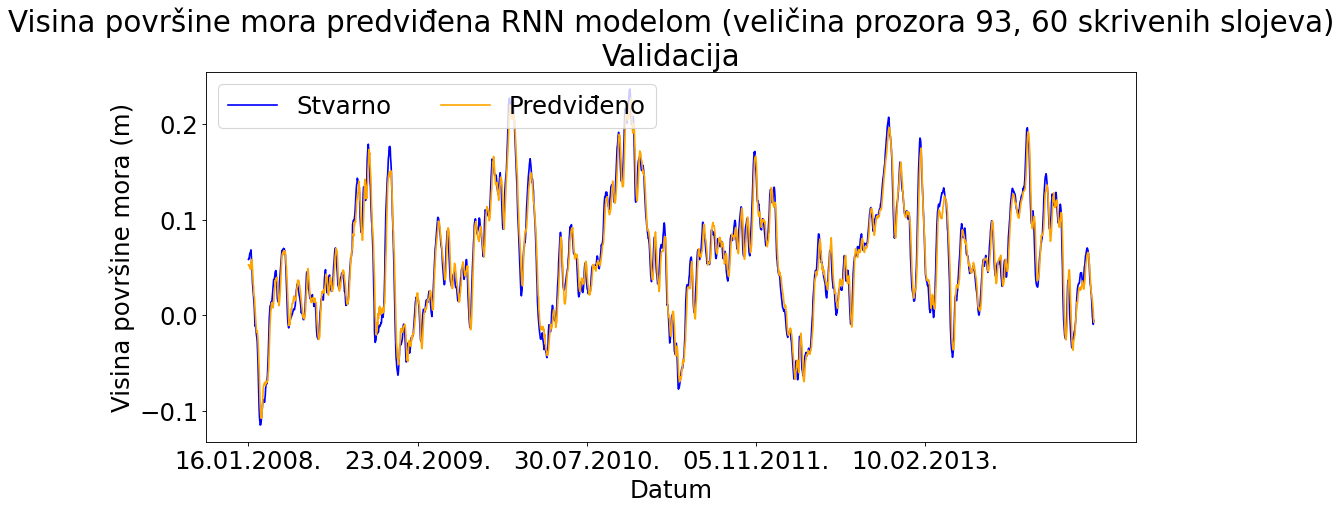 Visina površine mora predviđena RNN modelom (veličina prozora 93, 60 skrivenih slojeva)
Validacija
Stvarno Predviđeno
Visina površine mora (m)
0.2
0.1
0.0
−0.1
16.01.2008. 23.04.2009. 30.07.2010. 05.11.2011. 10.02.2013.
Datum